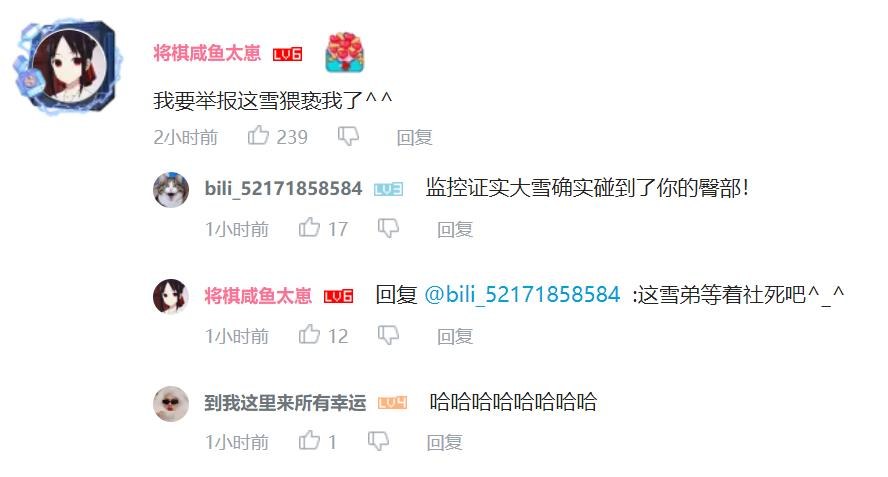 将棋咸鱼太崽 LV6
我要举报这雪猥亵我了^ ^
2小时前 239 回复
bili_52171858584 LV3 监控证实大雪确实碰到了你的臀部！
1小时前 17 回复
将棋咸鱼太崽 LV6 回复 @bili_52171858584 :这雪弟等着社死吧^_^
1小时前 12 回复
到我这里来所有幸运 LV4 哈哈哈哈哈哈哈哈
1小时前 1 回复